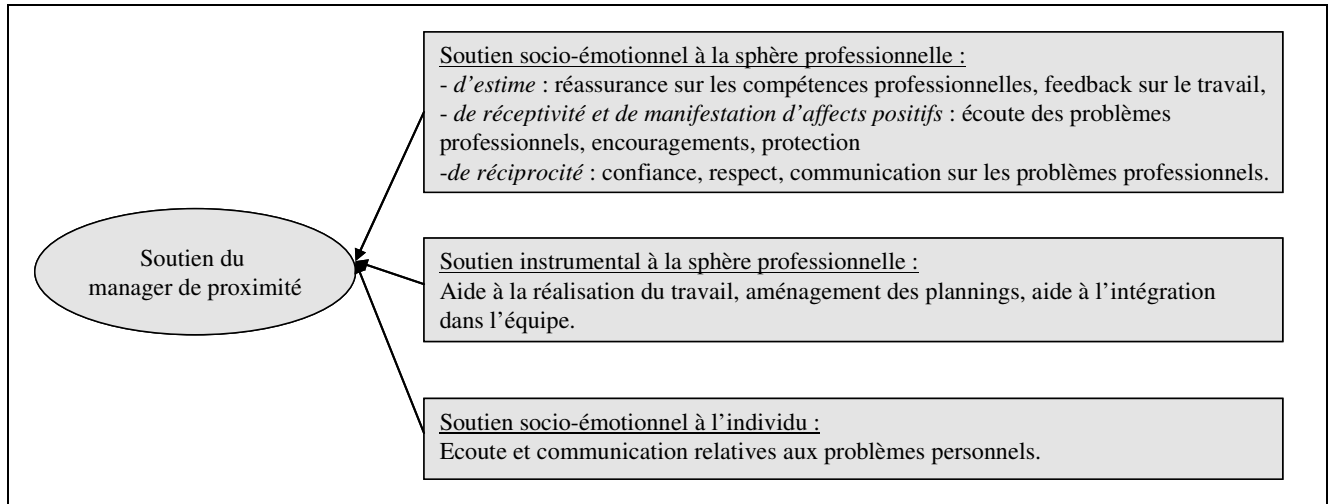 Soutien socio-émotionnel à la sphère professionnelle :
- d'estime : réassurance sur les compétences professionnelles, feedback sur le travail,
- de réceptivité et de manifestation d'affects positifs : écoute des problèmes
professionnels, encouragements, protection
-de réciprocité : confiance, respect, communication sur les problèmes professionnels.
Soutien du
manager de proximité
Soutien instrumental à la sphère professionnelle :
Aide à la réalisation du travail, aménagement des plannings, aide à l'intégration
dans l'équipe.
Soutien socio-émotionnel à l'individu :
Ecoute et communication relatives aux problèmes personnels.